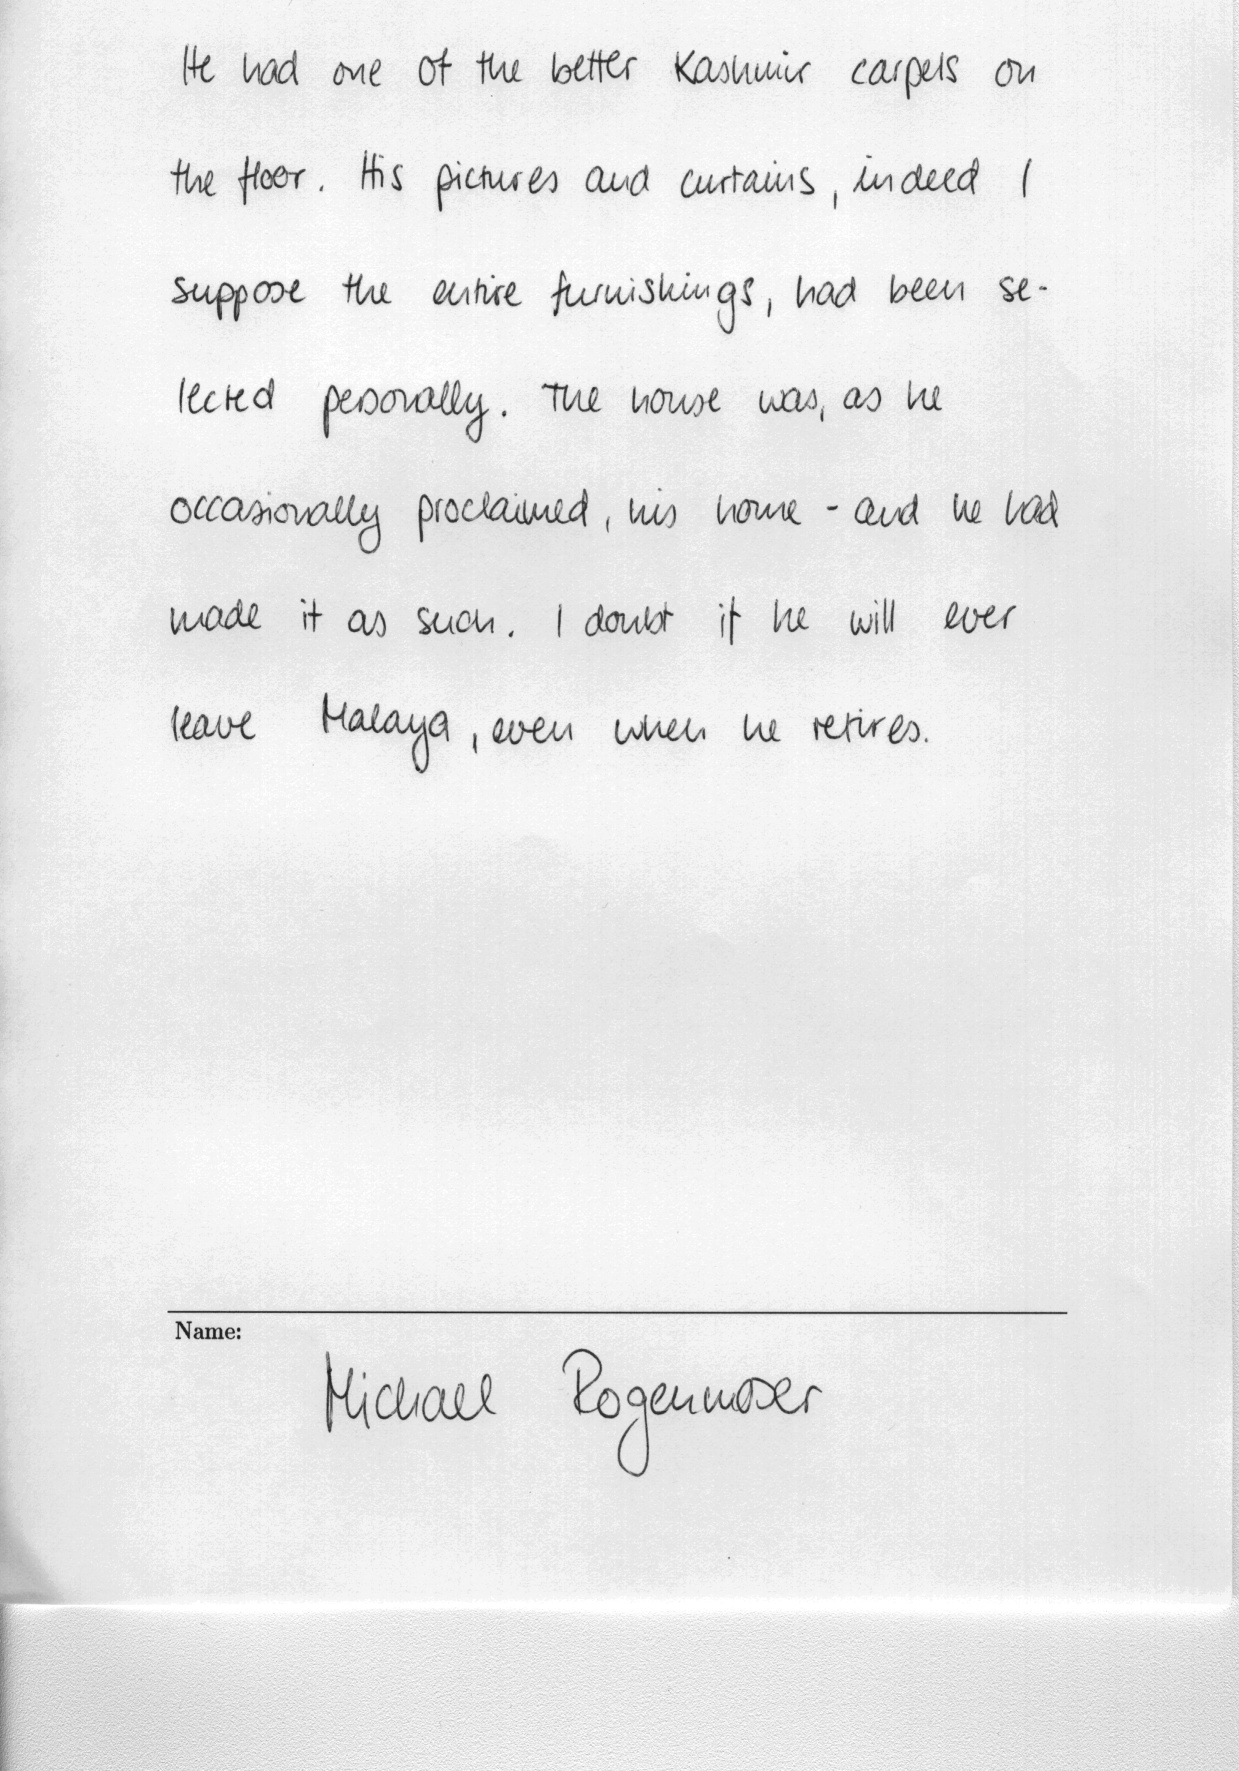 He had one of the better Kashmir carpets on
the floor. His pictures and curtains, indeed I
suppose the entire furnishings, had been se-
lected personally. The house was, as he
occasionally proclaimed, his home - and he had
made it as such. I doubt if he will ever
leave Malaya, even when he retires.
Name:
Michael Rogenmoser